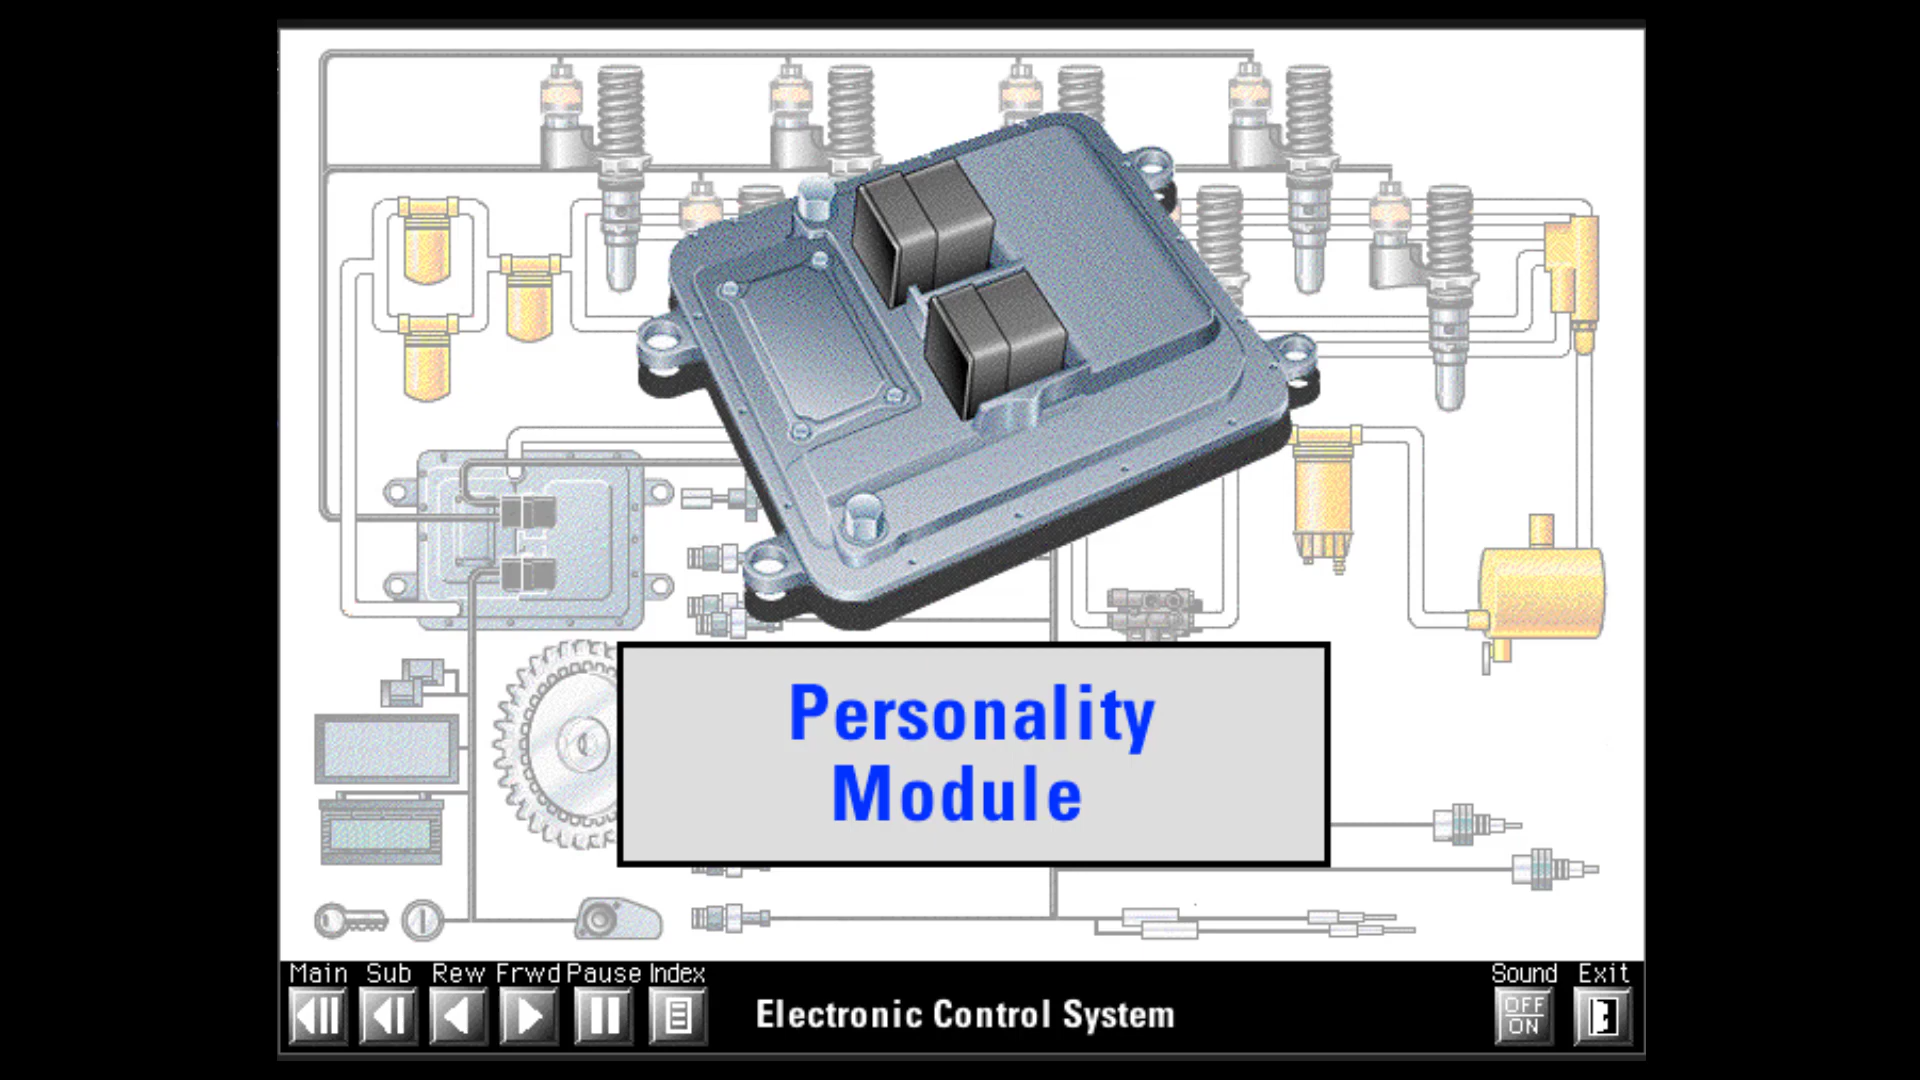 Personality
Module
Main Sub Rew Frwd Pause Index
Sound Exit
Electronic Control System
OFF
ON